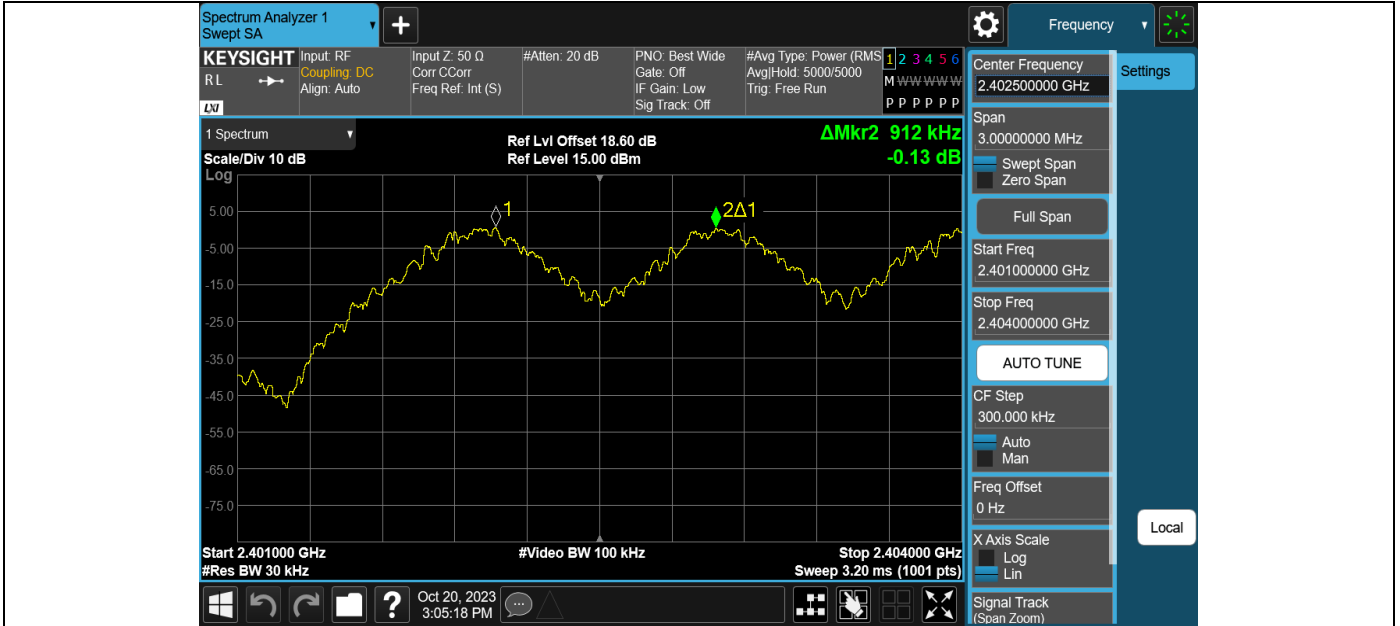 Spectrum Analyzer 1
Swept SA
+
Frequency
KEYSIGHT
RL
LXI
Input: RF
Coupling: DC
Align: Auto
Input Z: 50 Ω
Corr CCorr
Freq Ref: Int (S)
#Atten: 20 dB
PNO: Best Wide
Gate: Off
IF Gain: Low
Sig Track: Off
#Avg Type: Power (RMS
Avg|Hold: 5000/5000
Trig: Free Run
1 2 3 4 5 6
M W W W W W
P P P P P P
1 Spectrum
Scale/Div 10 dB
Ref Lvl Offset 18.60 dB
Ref Level 15.00 dBm
ΔMkr2 912 kHz
-0.13 dB
Log
5.00
-5.00
-15.0
-25.0
-35.0
-45.0
-55.0
-65.0
-75.0
1
2Δ1
Start 2.401000 GHz
#Res BW 30 kHz
#Video BW 100 kHz
Stop 2.404000 GHz
Sweep 3.20 ms (1001 pts)
Center Frequency
2.402500000 GHz
Span
3.00000000 MHz
Swept Span
Zero Span
Full Span
Start Freq
2.401000000 GHz
Stop Freq
2.404000000 GHz
AUTO TUNE
CF Step
300.000 kHz
Auto
Man
Freq Offset
0 Hz
X Axis Scale
Log
Lin
Signal Track
(Span Zoom)
Settings
Local
?
Oct 20, 2023
3:05:18 PM